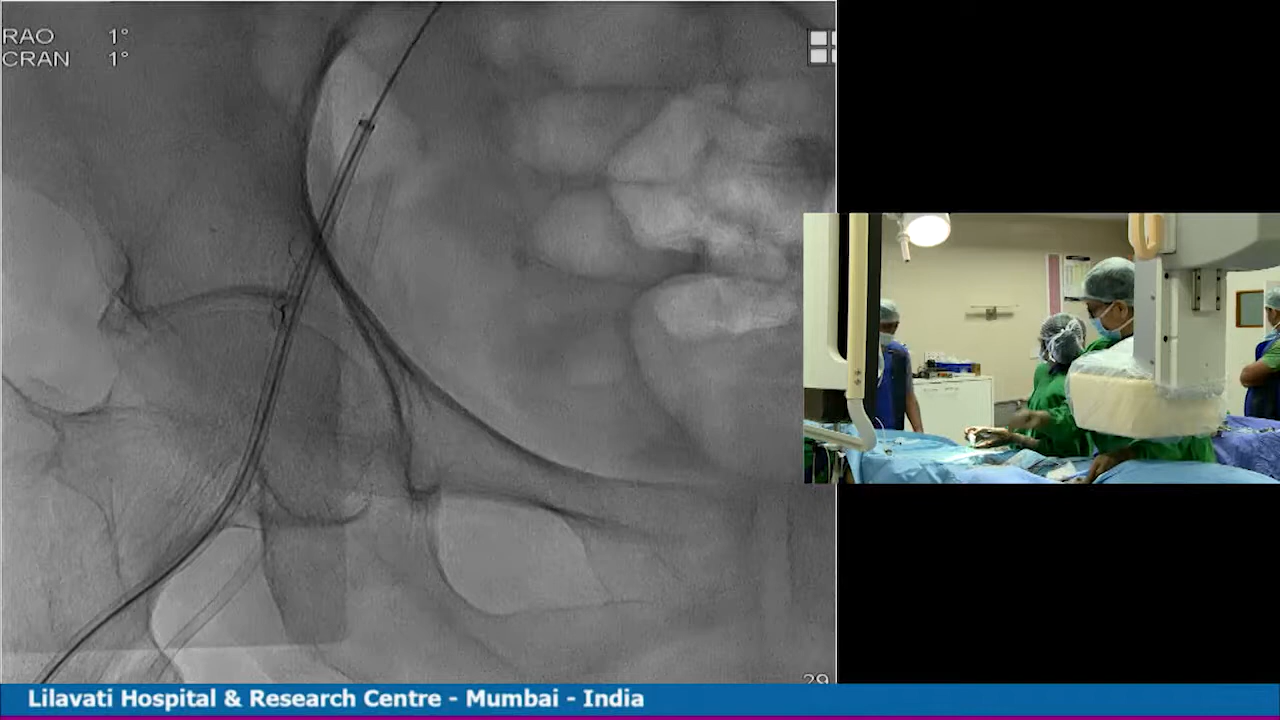 RAO 1°
CRAN 1°
29
Lilavati Hospital & Research Centre - Mumbai - India